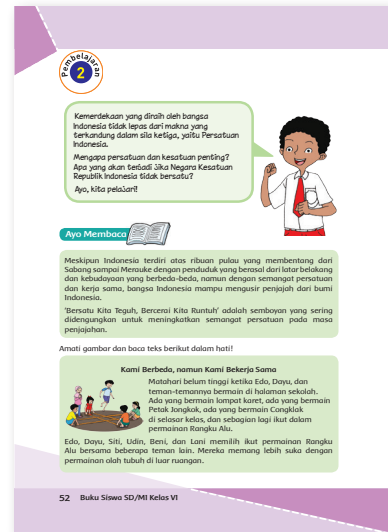 Pembelajaran
2
Kemerdekaan yang diraih oleh bangsa
Indonesia tidak lepas dari makna yang
terkandung dalam sila ketiga, yaitu Persatuan
Indonesia.
Mengapa persatuan dan kesatuan penting?
Apa yang akan terjadi jika Negara Kesatuan
Republik Indonesia tidak bersatu?
Ayo, kita pelajari!
Ayo Membaca
Meskipun Indonesia terdiri atas ribuan pulau yang membentang dari
Sabang sampai Merauke dengan penduduk yang berasal dari latar belakang
dan kebudayaan yang berbeda-beda, namun dengan semangat persatuan
dan kerja sama, bangsa Indonesia mampu mengusir penjajah dari bumi
Indonesia.
'Bersatu Kita Teguh, Bercerai Kita Runtuh' adalah semboyan yang sering
didengungkan untuk meningkatkan semangat persatuan pada masa
penjajahan.
Amati gambar dan baca teks berikut dalam hati!
Kami Berbeda, namun Kami Bekerja Sama
Matahari belum tinggi ketika Edo, Dayu, dan
teman-temannya bermain di halaman sekolah.
Ada yang bermain lompat karet, ada yang bermain
Petak Jongkok, ada yang bermain Congklak
di selasar kelas, dan sebagian lagi ikut dalam
permainan Rangku Alu.
Edo, Dayu, Siti, Udin, Beni, dan Lani memilih ikut permainan Rangku
Alu bersama beberapa teman lain. Mereka memang lebih suka dengan
permainan olah tubuh di luar ruangan.
52 Buku Siswa SD/MI Kelas VI